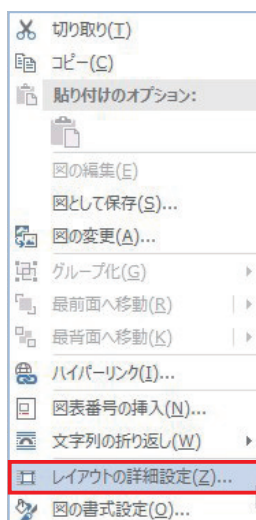 切り取り(T)
コピー(C)
貼り付けのオプション:
図の編集(E)
図として保存(S)...
図の変更(A)...
グループ化(G)
最前面へ移動(R)
最背面へ移動(K)
ハイパーリンク(I)...
図表番号の挿入(N)...
文字列の折り返し(W)
レイアウトの詳細設定(Z)...
図の書式設定(O)...